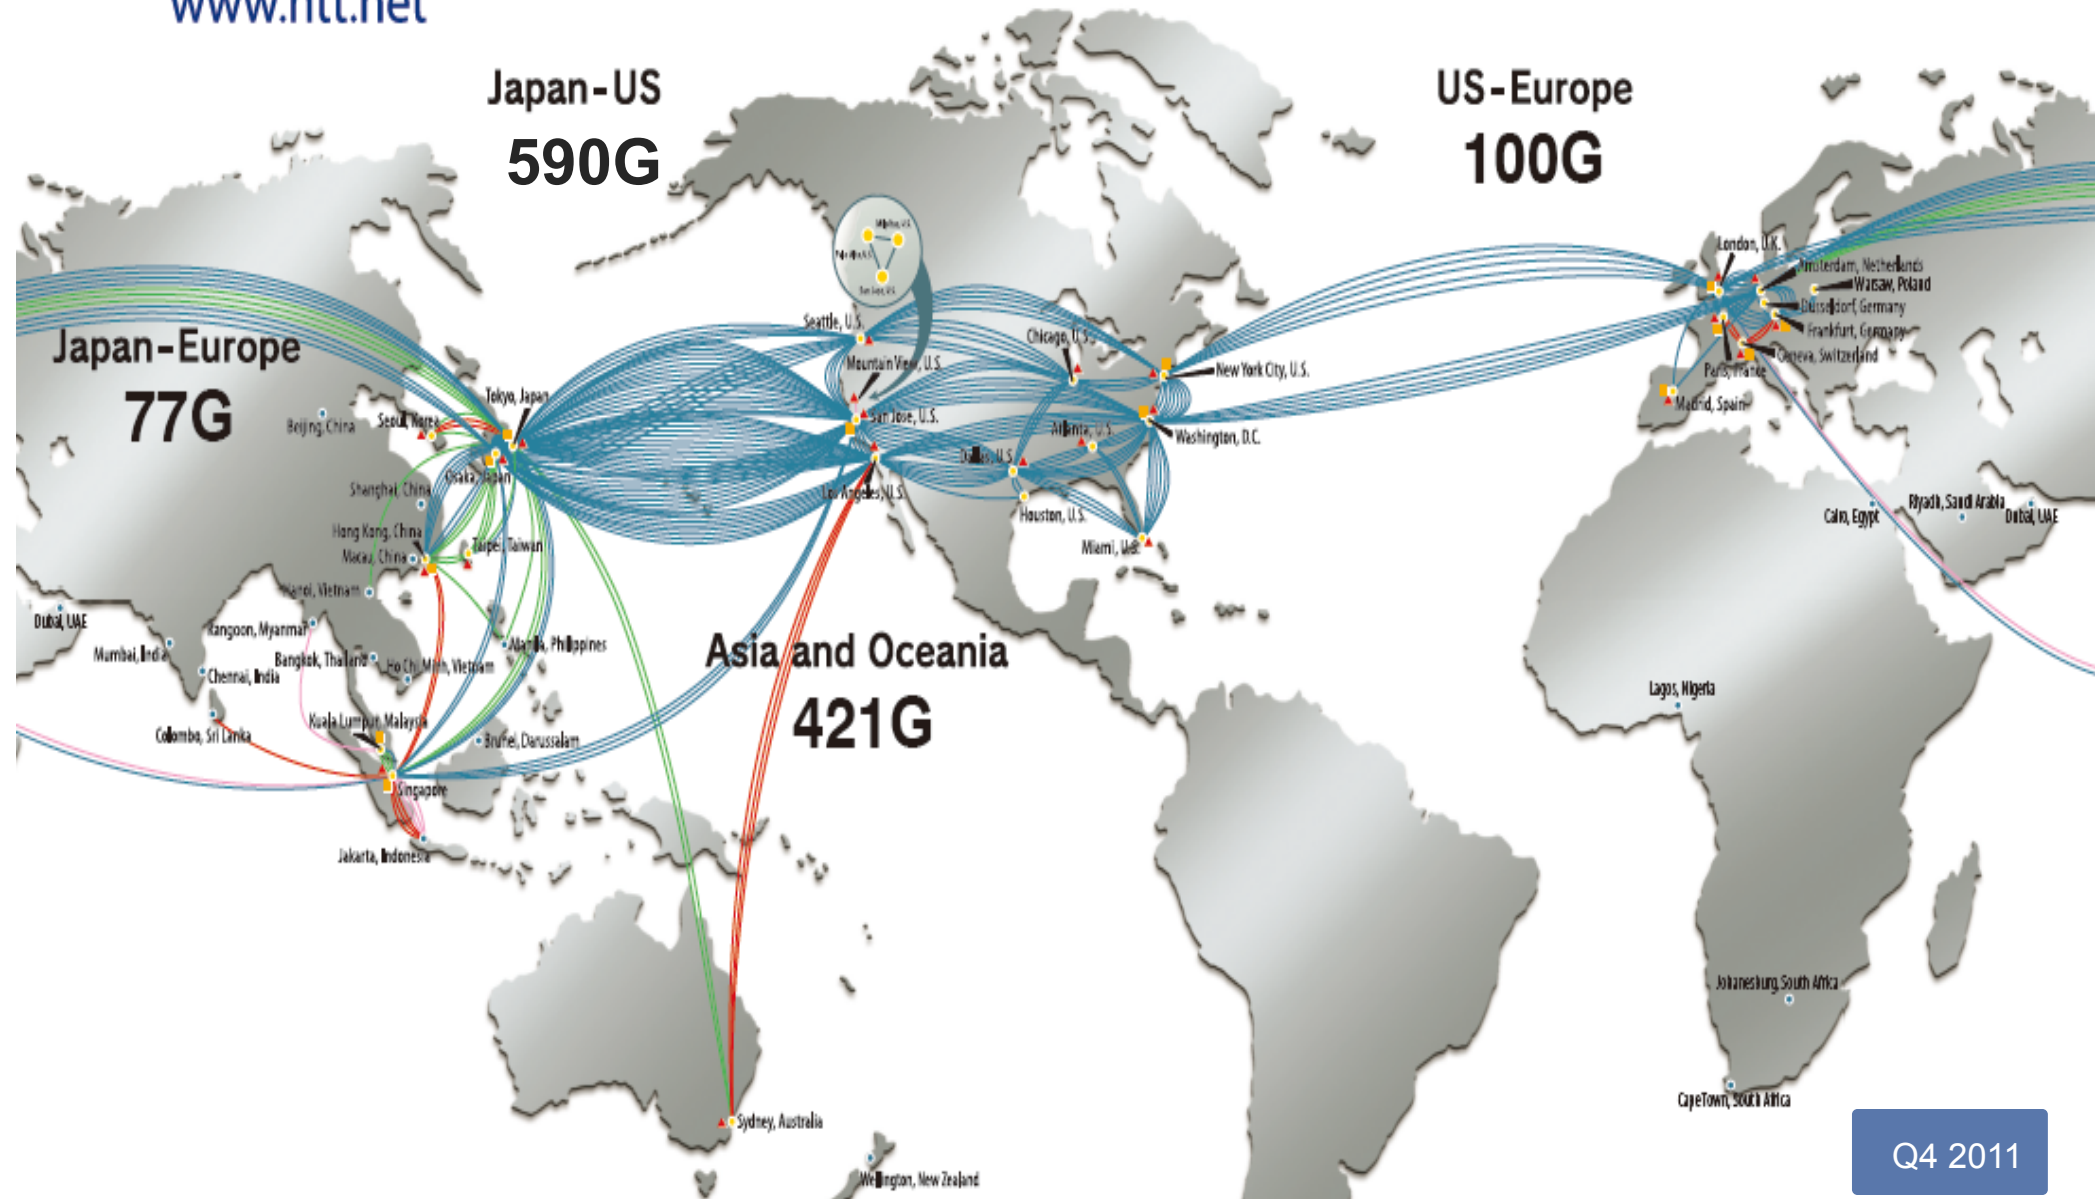 www.ntt.net
Japan-US
590G
US-Europe
100G
Japan-Europe
77G
Asia and Oceania
421G
London, U.K.
Amsterdam, Netherlands
Warsaw, Poland
Dusseldorf, Germany
Frankfurt, Germany
Geneva, Switzerland
Paris, France
Madrid, Spain
Seattle, U.S.
Mountain View, U.S.
San Jose, U.S.
Los Angeles, U.S.
Chicago, U.S.
New York City, U.S.
Washington, D.C.
Atlanta, U.S.
Dallas, U.S.
Houston, U.S.
Miami, U.S.
Tokyo, Japan
Osaka, Japan
Seoul, Korea
Beijing, China
Shanghai, China
Hong Kong, China
Macau, China
Taipei, Taiwan
Hanoi, Vietnam
Rangoon, Myanmar
Bangkok, Thailand
Ho Chi Minh, Vietnam
Manila, Philippines
Dubai, UAE
Mumbai, India
Chennai, India
Colombo, Sri Lanka
Kuala Lumpur, Malaysia
Brunei, Darussalam
Singapore
Jakarta, Indonesia
Cairo, Egypt
Riyadh, Saudi Arabia
Dubai, UAE
Lagos, Nigeria
Johanesburg, South Africa
CapeTown, South Africa
Sydney, Australia
Wellington, New Zealand
Q4 2011